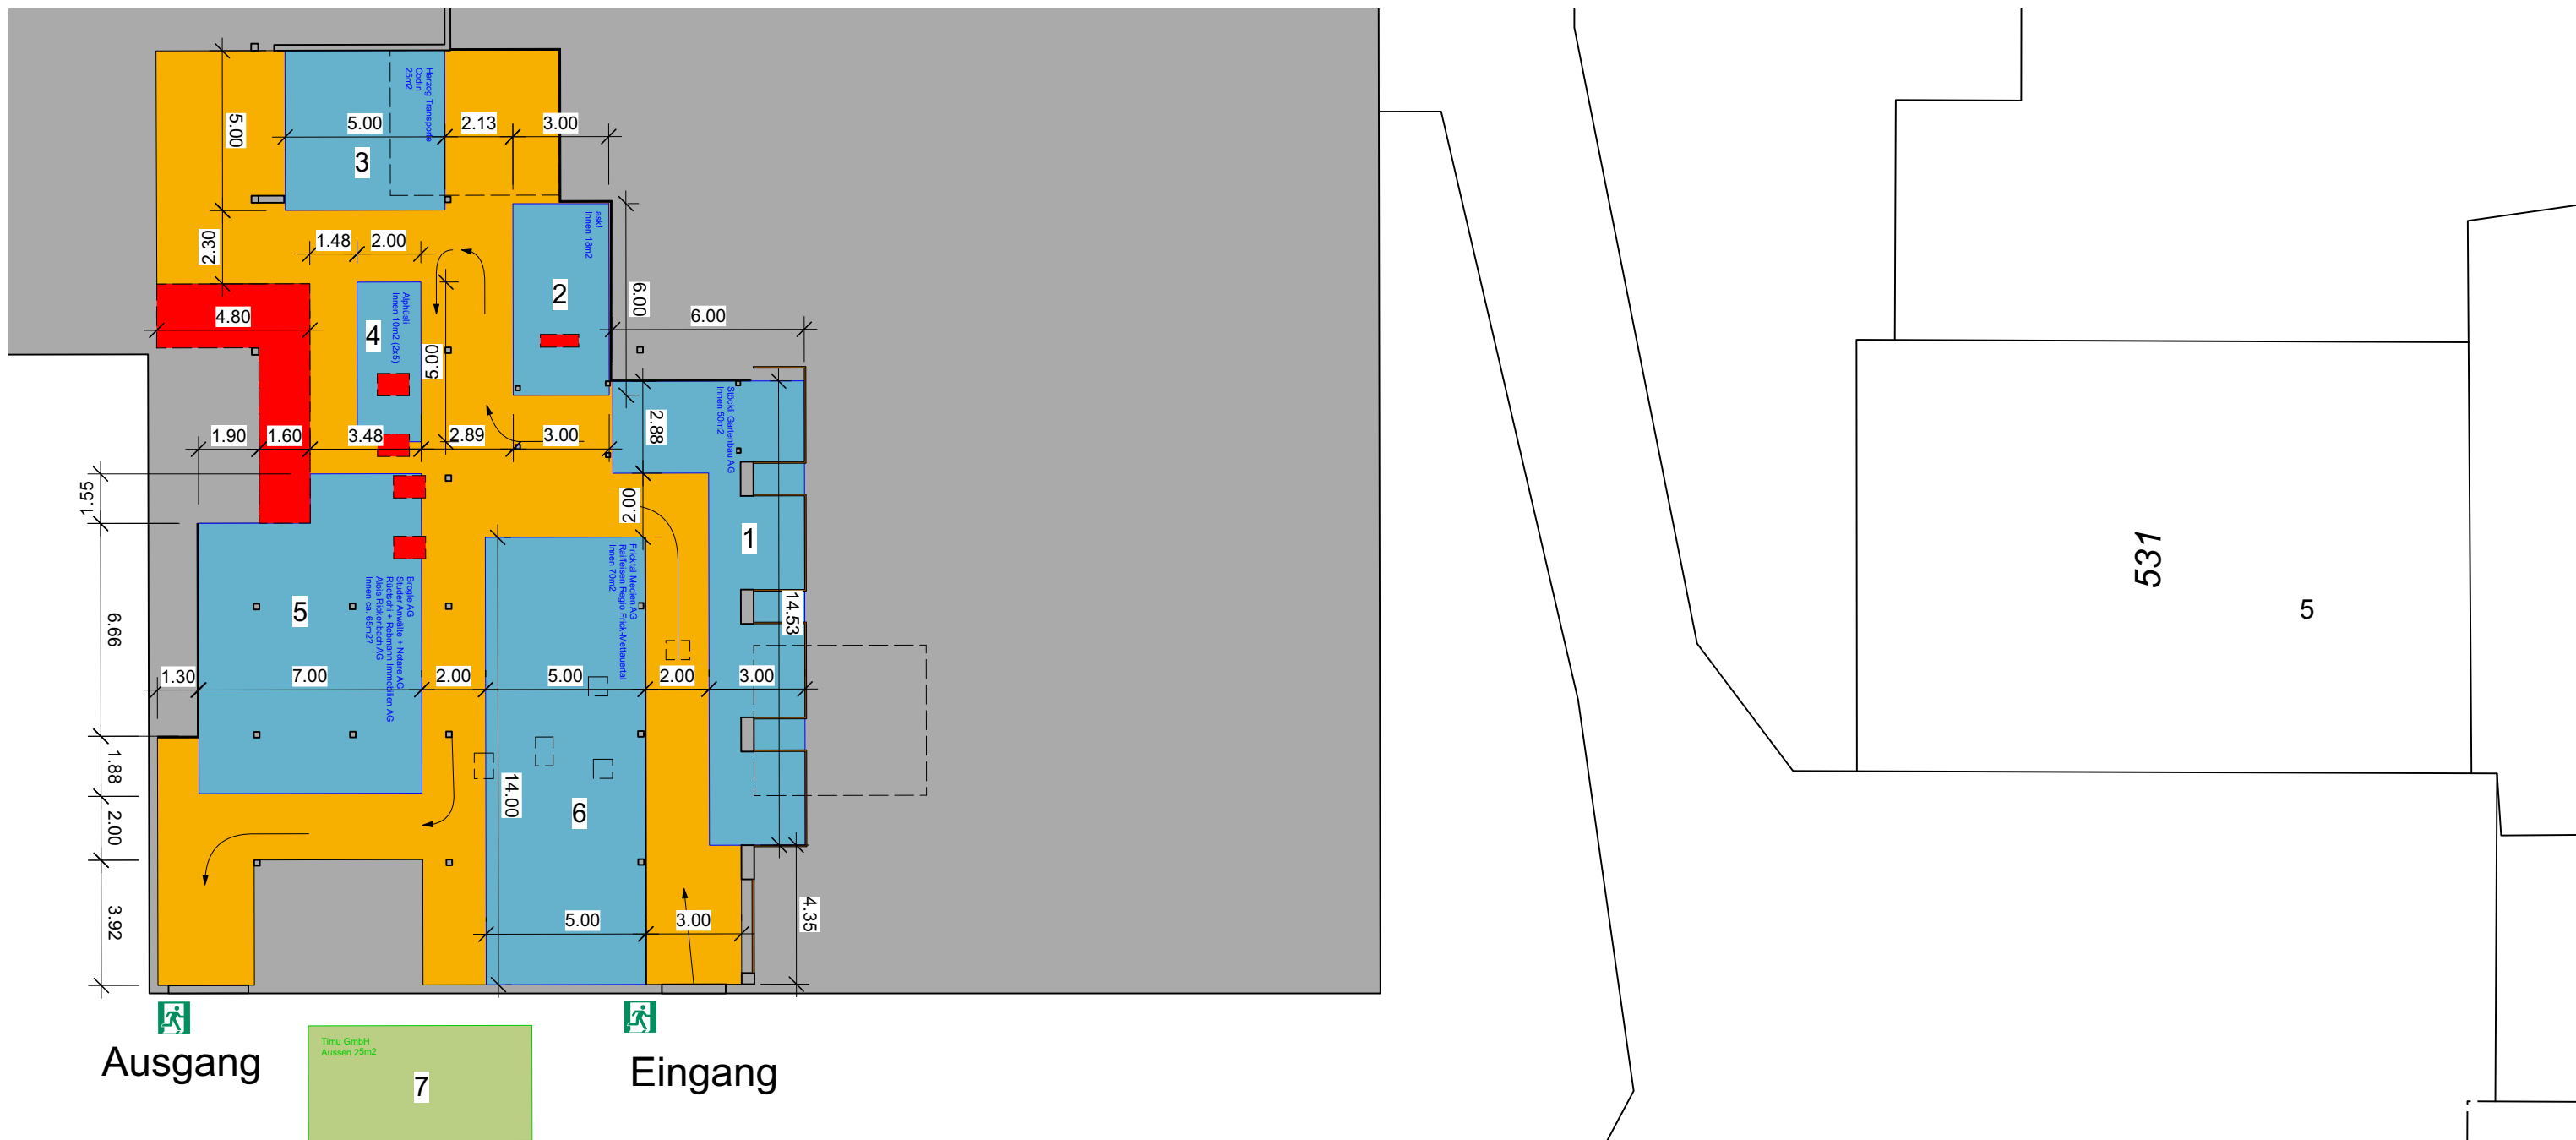 Herzog Transporte
Codin
25m2
5.00
5.00
2.13
3.00
3
2.30
1.48
2.00
ask!
Innen 18m2
2
6.00
6.00
4.80
Alphüsli
Innen 10m2 (2x5)
4
5.00
1.90
1.60
3.48
2.89
3.00
2.88
Stöckli Gartenbau AG
Innen 50m2
1.55
2.00
1
14.53
Fricktal Medien AG
Raiffeisen Regio Frick-Mettauertal
Innen 70m2
Brogle AG
Studer Anwälte + Notare AG
Rüetschi + Rebmann Immobilien AG
Alois Rickenbach AG
Innen ca. 65m2?
5
6.66
1.30
7.00
2.00
5.00
2.00
3.00
1.88
14.00
6
2.00
3.92
5.00
3.00
4.35
531
5
Ausgang
Eingang
Timu GmbH
Aussen 25m2
7